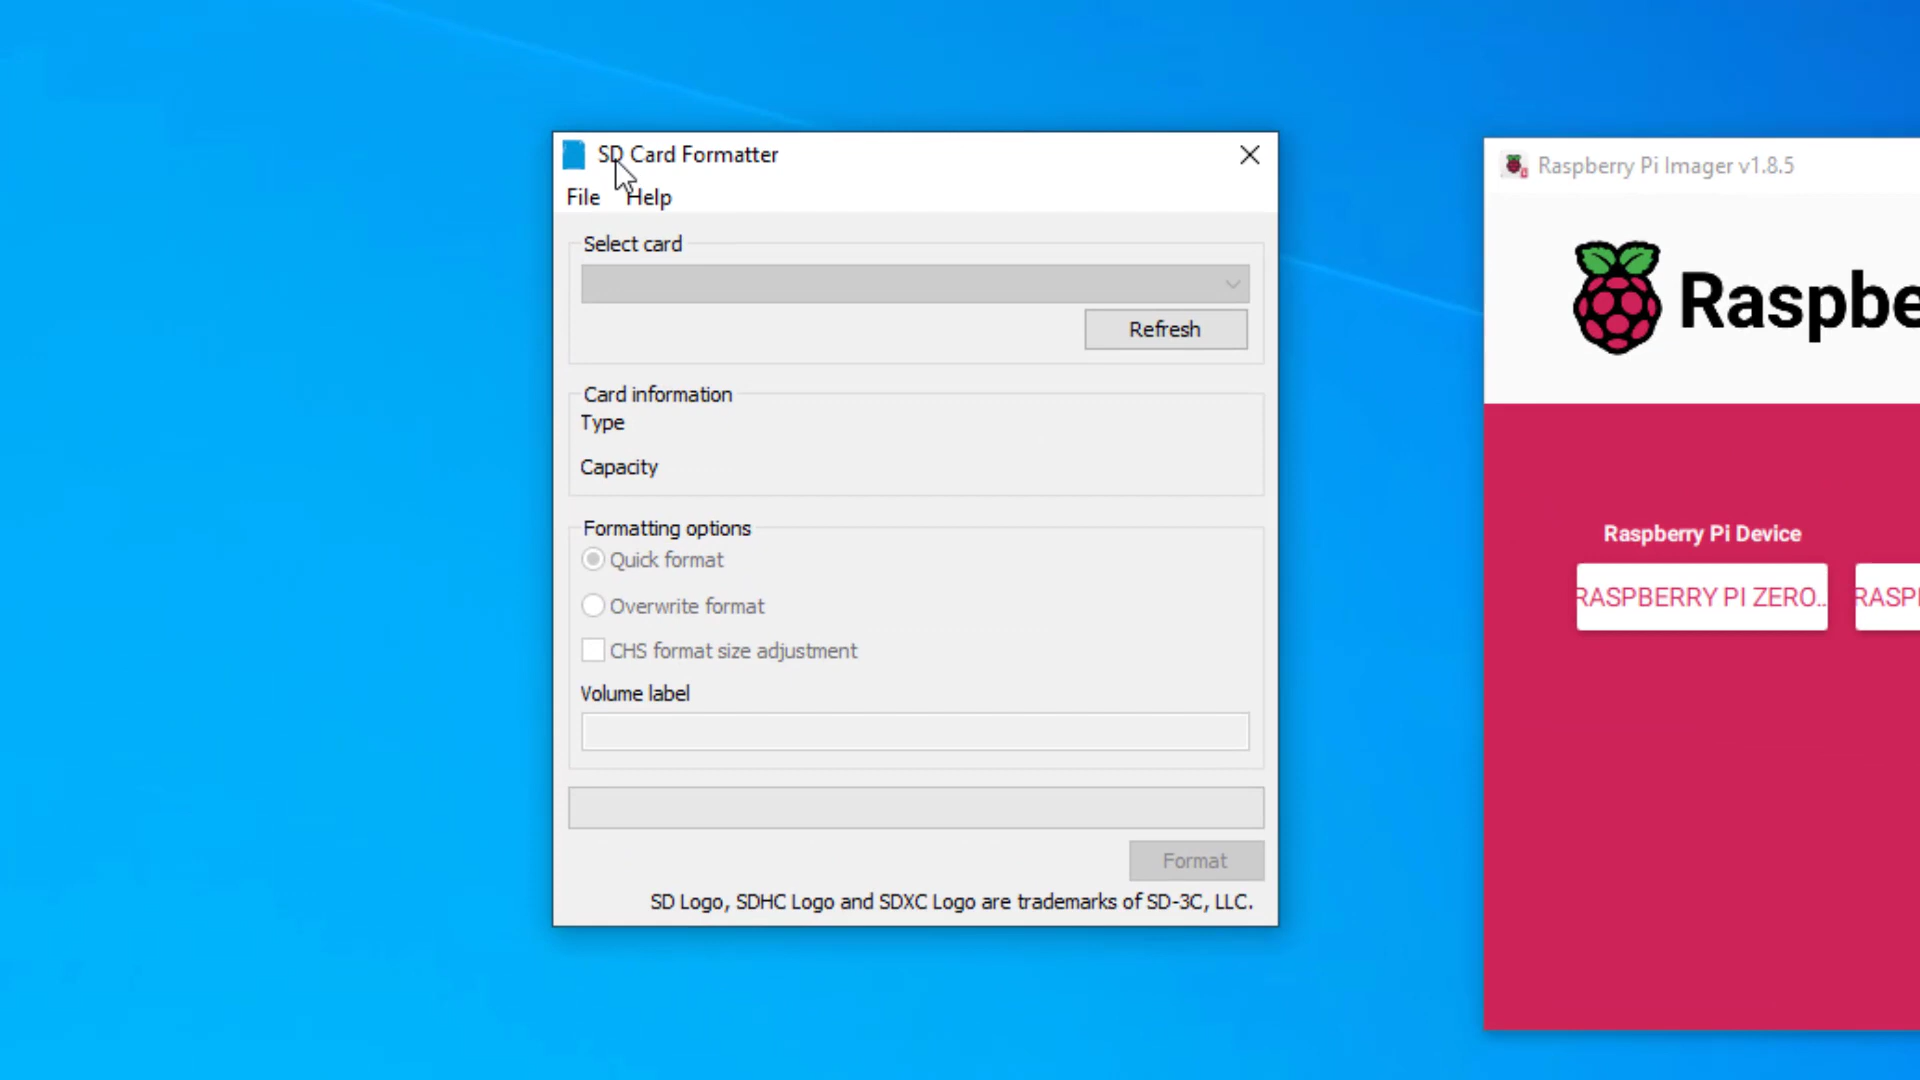 SD Card Formatter
File Help
Select card
Refresh
Card information
Type
Capacity
Formatting options
Quick format
Overwrite format
CHS format size adjustment
Volume label
Format
SD Logo, SDHC Logo and SDXC Logo are trademarks of SD-3C, LLC.
Raspberry Pi Imager v1.8.5
Raspbe
Raspberry Pi Device
RASPBERRY PI ZERO.. RASP